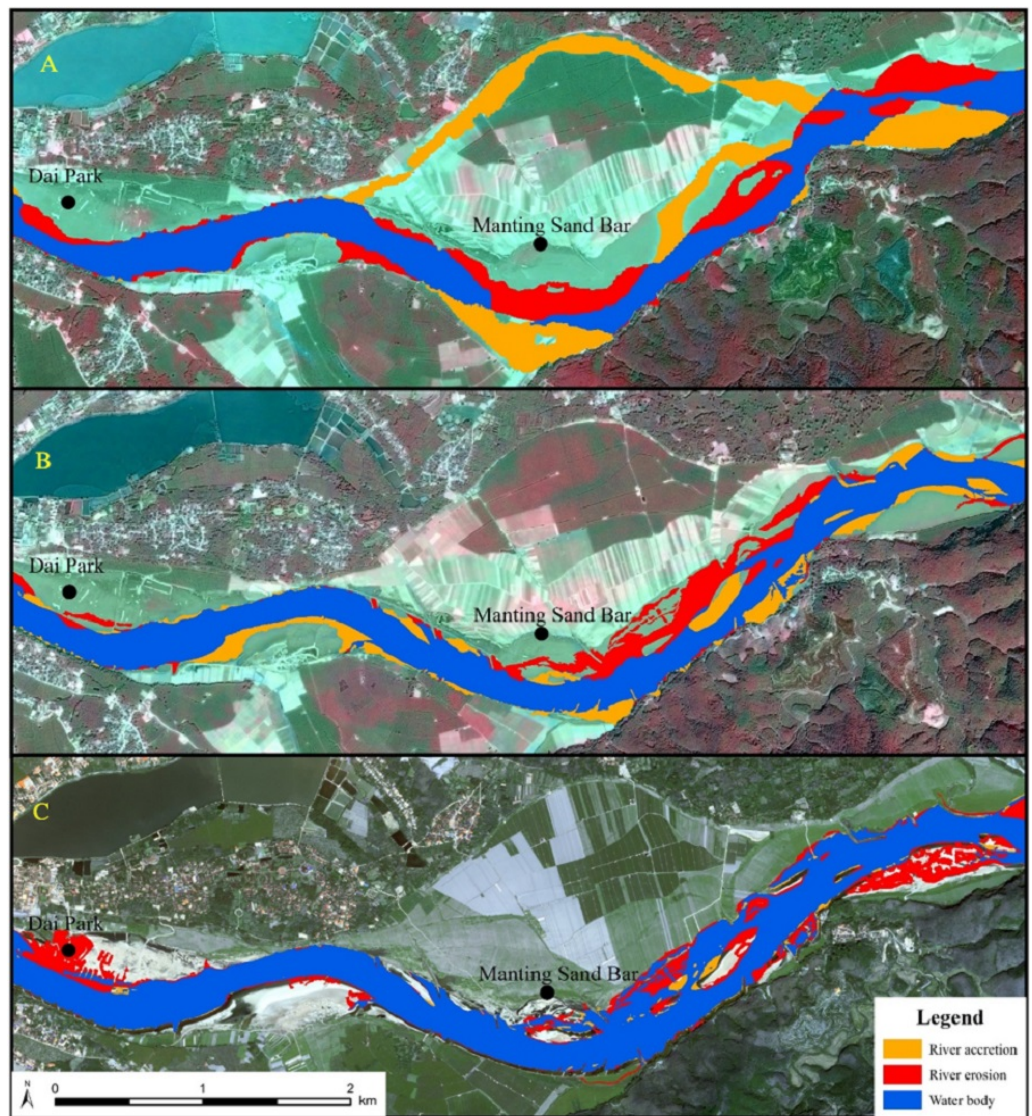 A
Dai Park
Manting Sand Bar
B
Dai Park
Manting Sand Bar
C
Dai Park
Manting Sand Bar
Legend
River accretion
River erosion
Water body
N
0 1 2
km